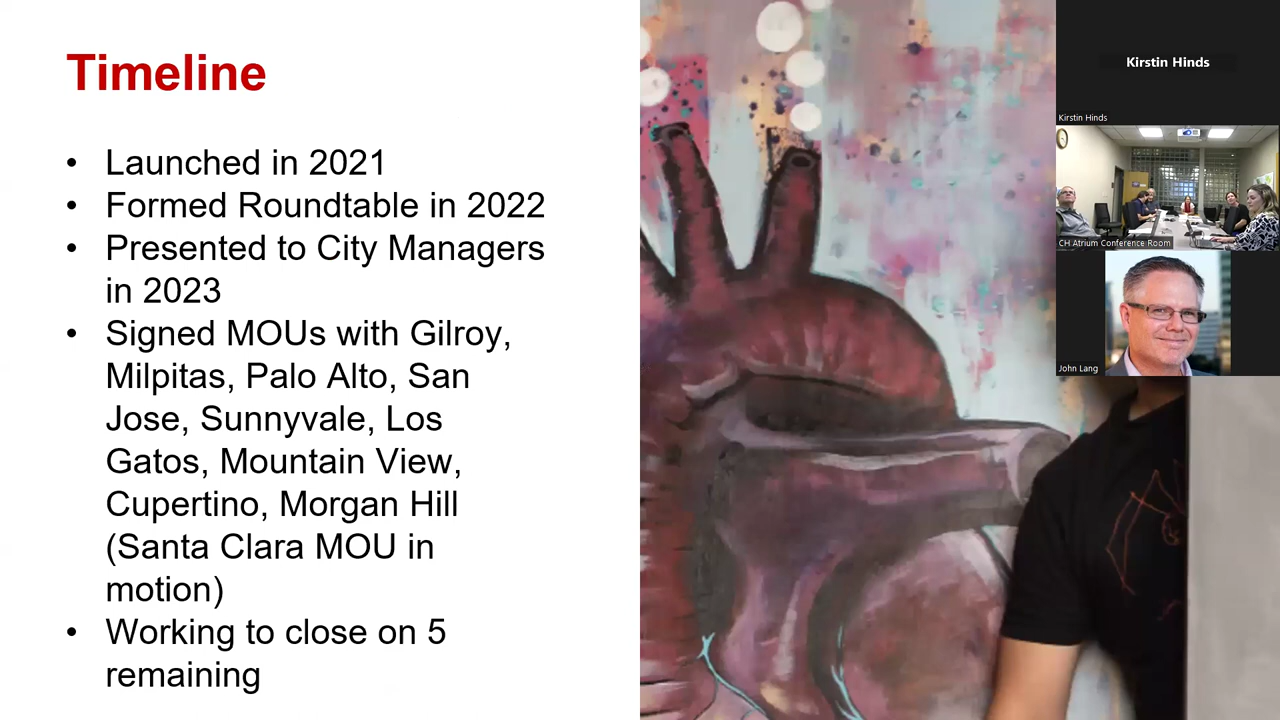 Timeline
• Launched in 2021
• Formed Roundtable in 2022
• Presented to City Managers
in 2023
• Signed MOUs with Gilroy,
Milpitas, Palo Alto, San
Jose, Sunnyvale, Los
Gatos, Mountain View,
Cupertino, Morgan Hill
(Santa Clara MOU in
motion)
• Working to close on 5
remaining
Kirstin Hinds
Kirstin Hinds
CH Atrium Conference Room
John Lang